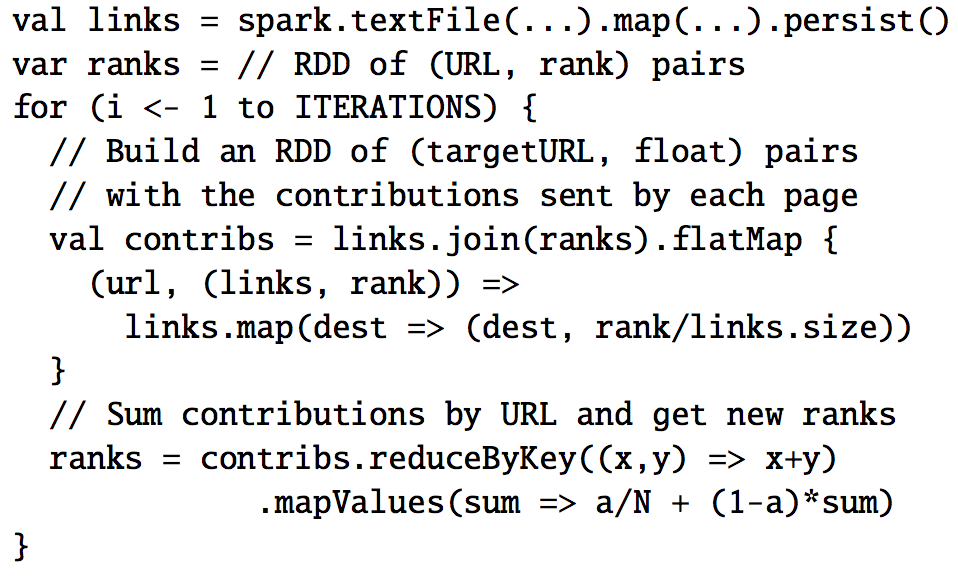 val links = spark.textFile(...).map(...).persist()
var ranks = // RDD of (URL, rank) pairs
for (i <- 1 to ITERATIONS) {
  // Build an RDD of (targetURL, float) pairs
  // with the contributions sent by each page
  val contribs = links.join(ranks).flatMap {
    (url, (links, rank)) =>
      links.map(dest => (dest, rank/links.size))
  }
  // Sum contributions by URL and get new ranks
  ranks = contribs.reduceByKey((x,y) => x+y)
             .mapValues(sum => a/N + (1-a)*sum)
}